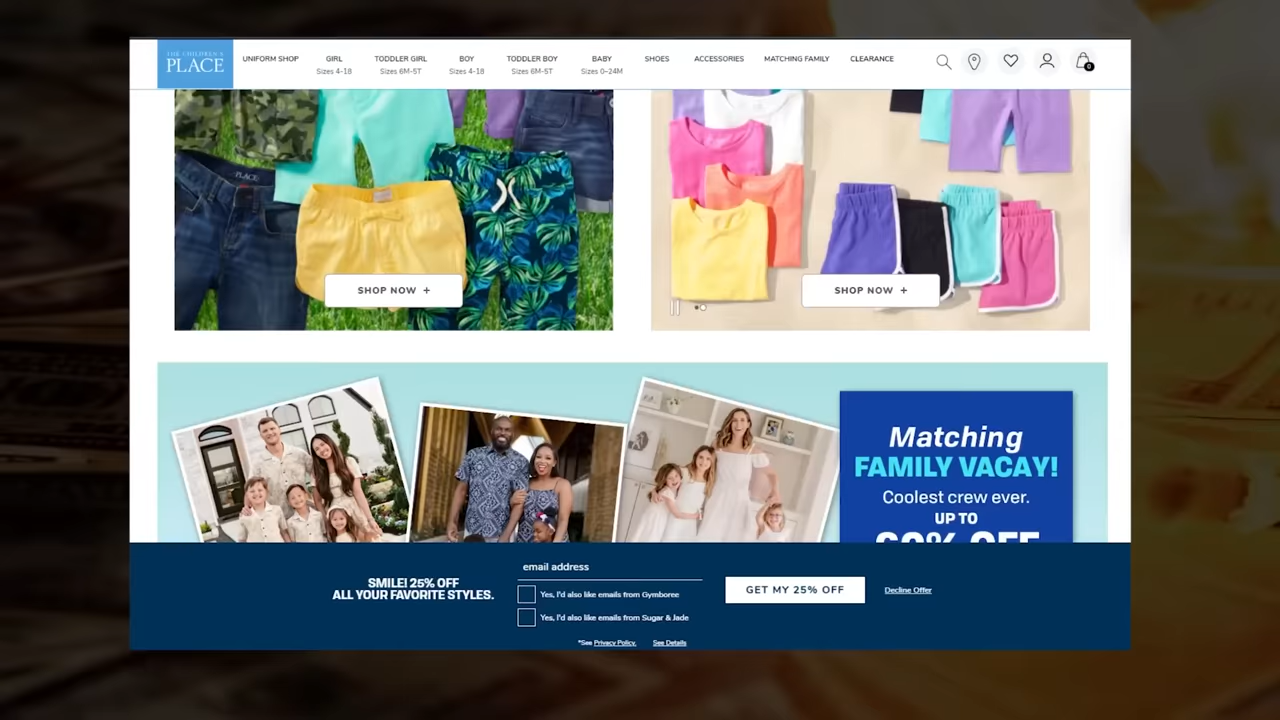 THE CHILDREN'S
PLACE
UNIFORM SHOP
GIRL
Sizes 4-18
TODDLER GIRL
Sizes 6M-5T
BOY
Sizes 4-18
TODDLER BOY
Sizes 6M-5T
BABY
Sizes 0-24M
SHOES
ACCESSORIES
MATCHING FAMILY
CLEARANCE
0
PLACE
SHOP NOW +
SHOP NOW +
Matching
FAMILY VACAY!
Coolest crew ever.
UP TO
60% OFF
SMILE! 25% OFF
ALL YOUR FAVORITE STYLES.
email address
Yes, I'd also like emails from Gymboree
Yes, I'd also like emails from Sugar & Jade
*See Privacy Policy.
See Details
GET MY 25% OFF
Decline Offer